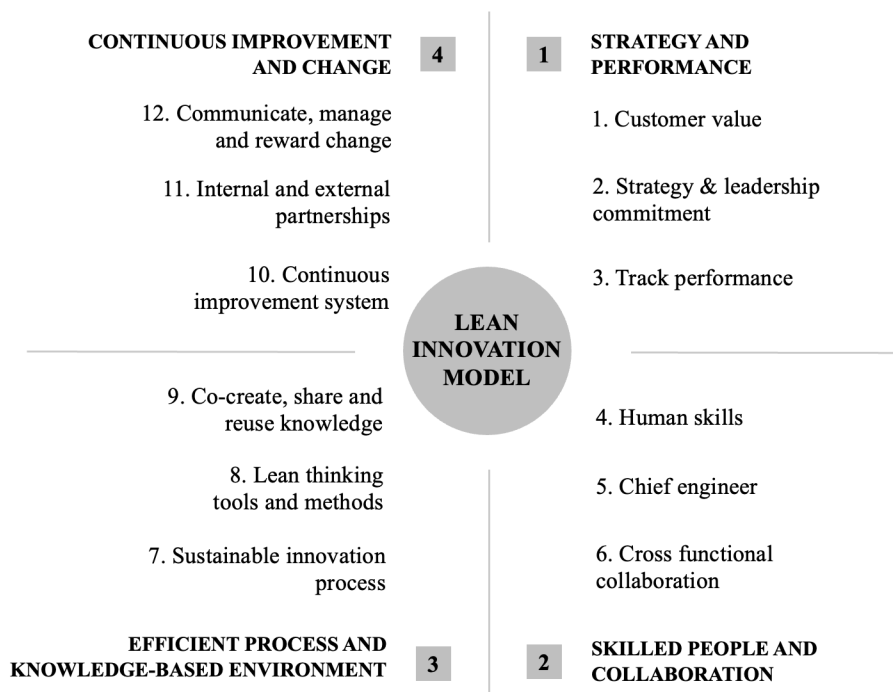 CONTINUOUS IMPROVEMENT
AND CHANGE
4
12. Communicate, manage
and reward change
11. Internal and external
partnerships
10. Continuous
improvement system
1
STRATEGY AND
PERFORMANCE
1. Customer value
2. Strategy & leadership
commitment
3. Track performance
LEAN
INNOVATION
MODEL
9. Co-create, share and
reuse knowledge
8. Lean thinking
tools and methods
7. Sustainable innovation
process
EFFICIENT PROCESS AND
KNOWLEDGE-BASED ENVIRONMENT
3
4. Human skills
5. Chief engineer
6. Cross functional
collaboration
2
SKILLED PEOPLE AND
COLLABORATION